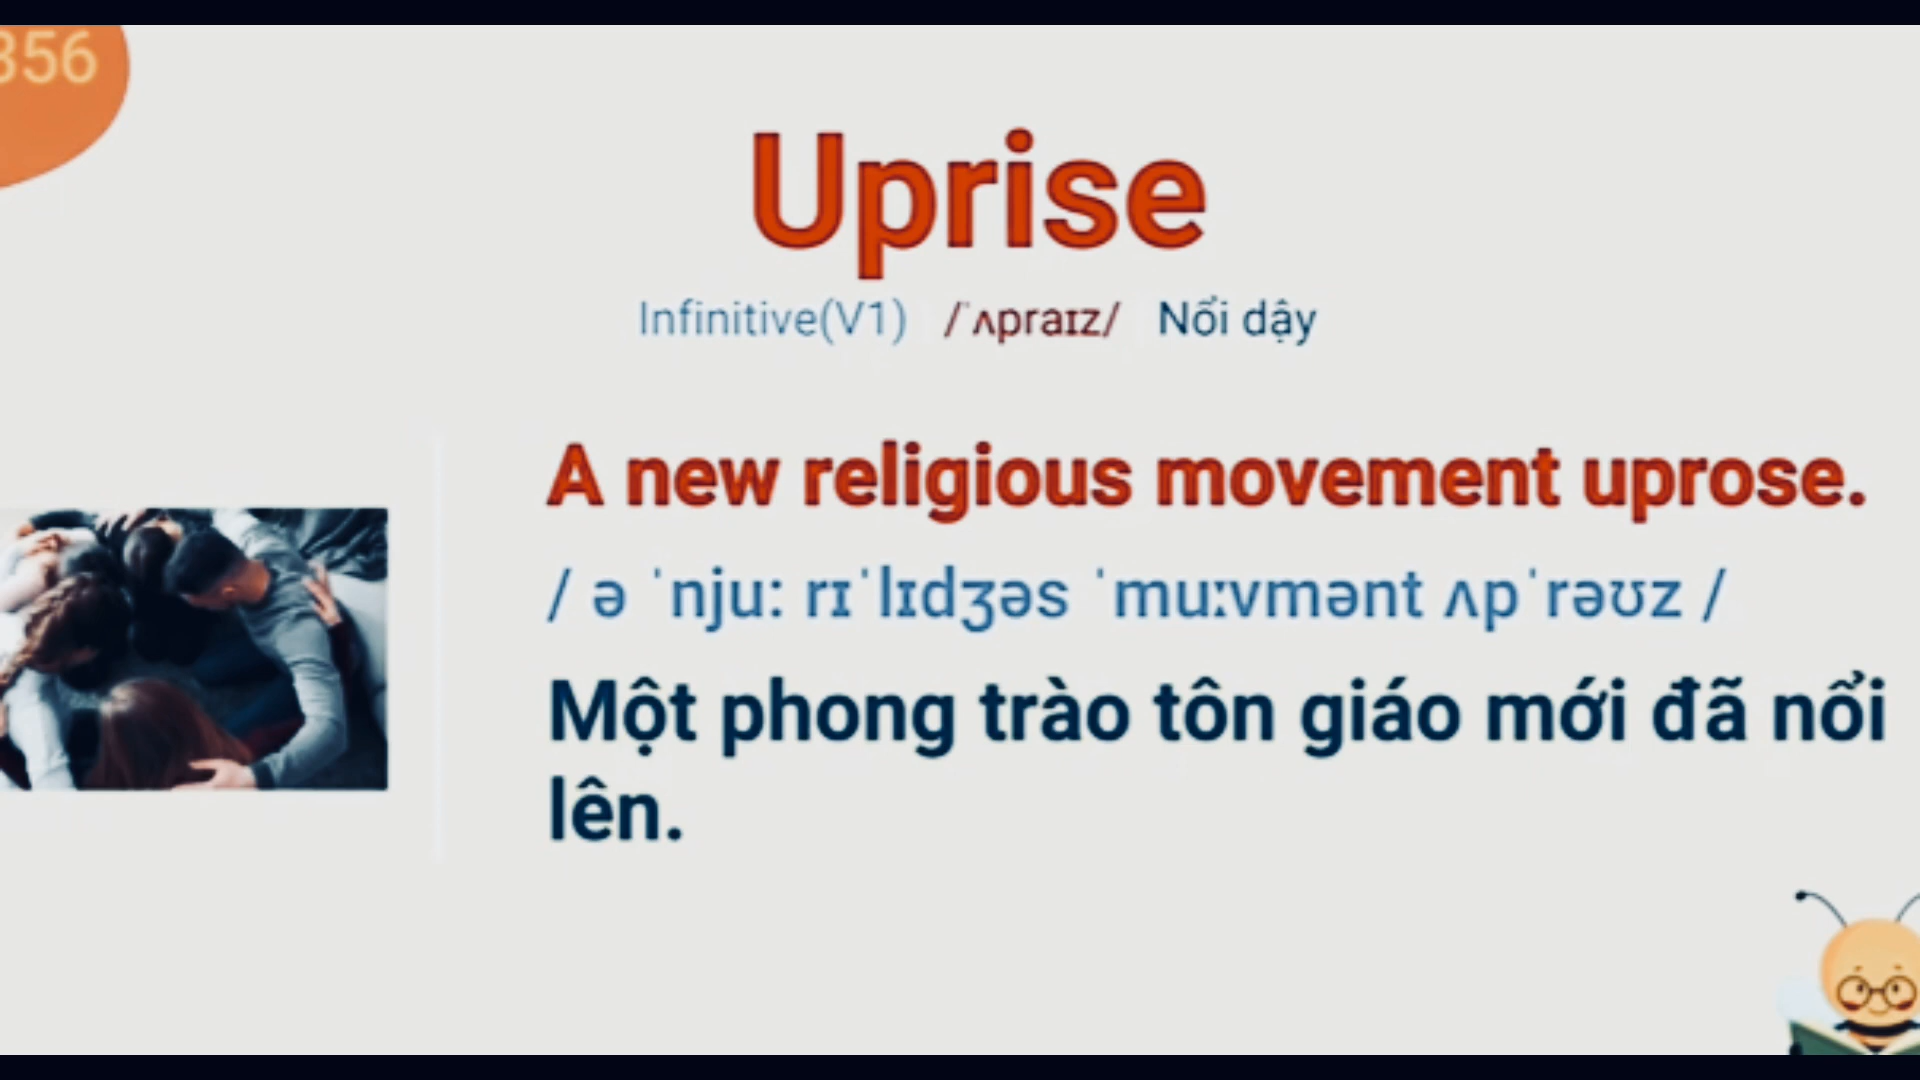 356
Uprise
Infinitive(V1) /ˈʌpraɪz/ Nổi dậy
A new religious movement uprose.
/ ə ˈnjuː rɪˈlɪdʒəs ˈmuːvmənt ʌpˈrəʊz /
Một phong trào tôn giáo mới đã nổi
lên.